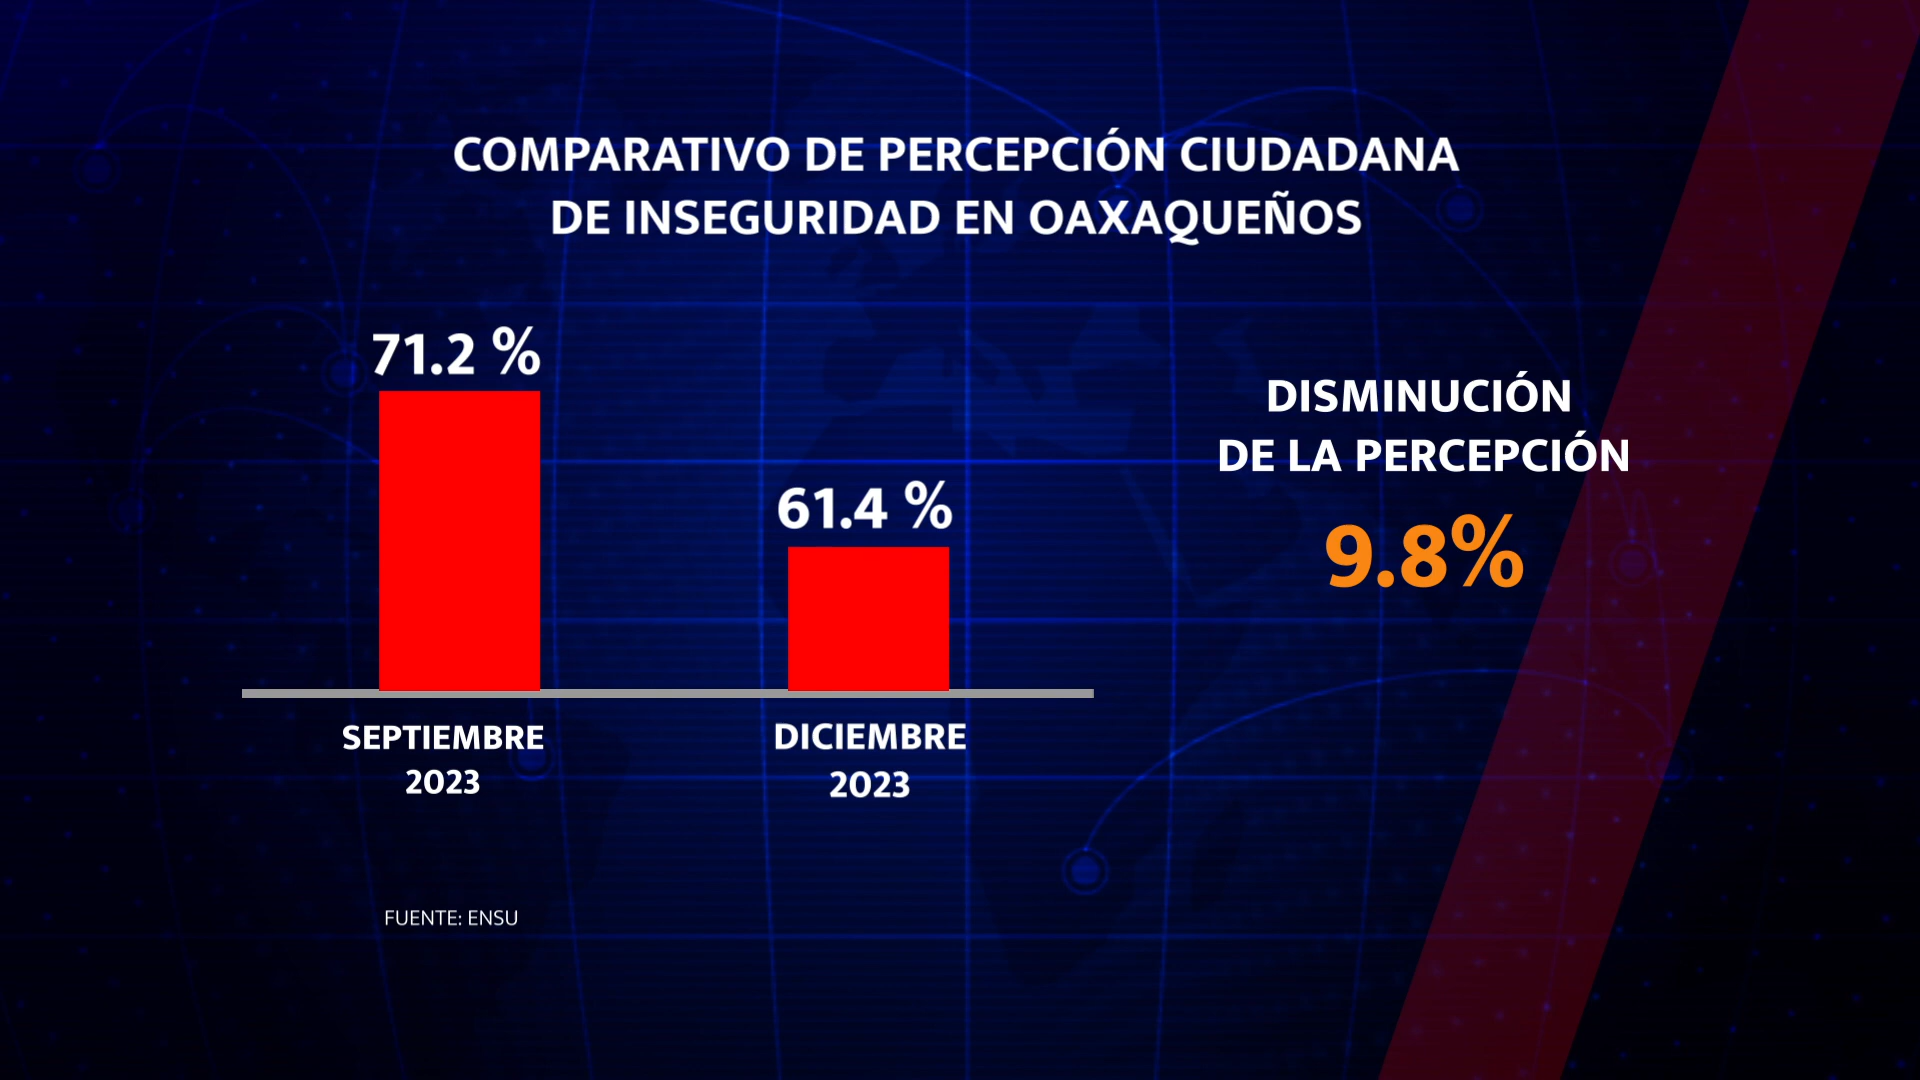 COMPARATIVO DE PERCEPCIÓN CIUDADANA
DE INSEGURIDAD EN OAXAQUEÑOS
71.2 %
61.4 %
SEPTIEMBRE
2023
DICIEMBRE
2023
DISMINUCIÓN
DE LA PERCEPCIÓN
9.8%
FUENTE: ENSU